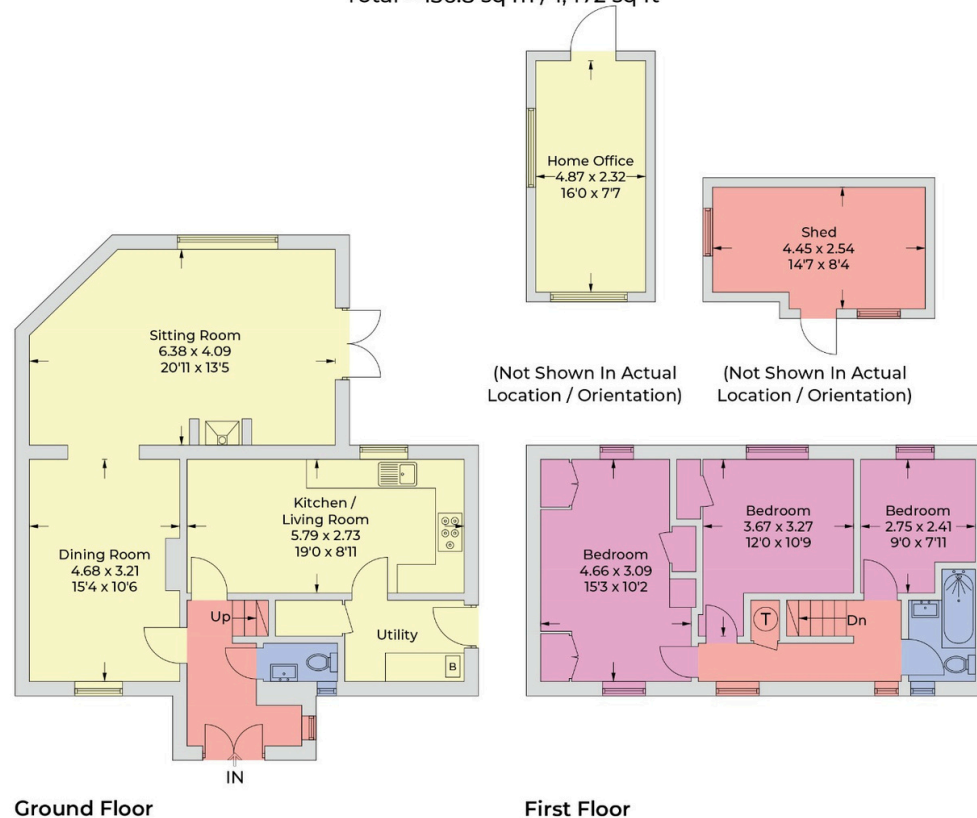 Home Office
4.87 x 2.32
16'0 x 7'7
Shed
4.45 x 2.54
14'7 x 8'4
(Not Shown In Actual
Location / Orientation)
(Not Shown In Actual
Location / Orientation)
Sitting Room
6.38 x 4.09
20'11 x 13'5
Kitchen /
Living Room
5.79 x 2.73
19'0 x 8'11
Dining Room
4.68 x 3.21
15'4 x 10'6
Up
Utility
B
IN
Bedroom
4.66 x 3.09
15'3 x 10'2
Bedroom
3.67 x 3.27
12'0 x 10'9
Bedroom
2.75 x 2.41
9'0 x 7'11
T
Dn
Ground Floor
First Floor